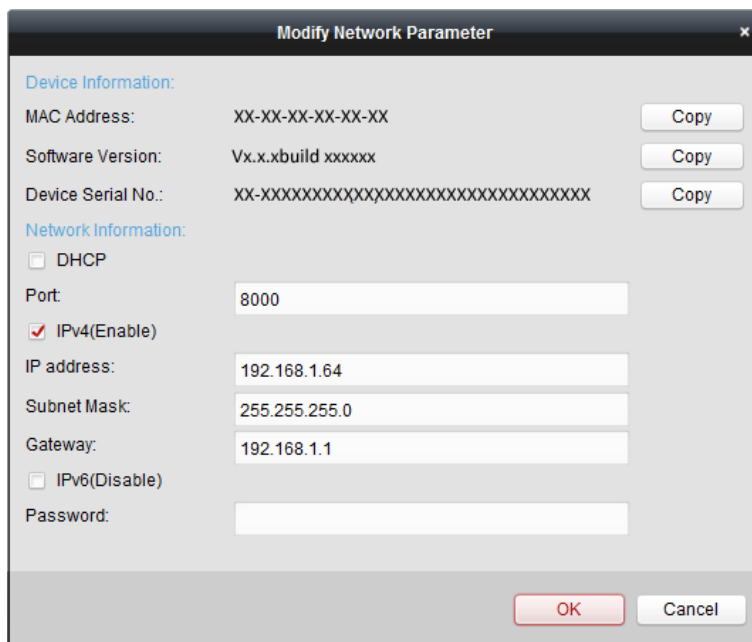 Modify Network Parameter ×
Device Information:
MAC Address: XX-XX-XX-XX-XX-XX Copy
Software Version: Vx.x.xbuild xxxxxx Copy
Device Serial No.: XX-XXXXXXXXXXXXXXXXXXXXXXXXXXXXXXX Copy
Network Information:
DHCP
Port: 8000
IPv4(Enable)
IP address: 192.168.1.64
Subnet Mask: 255.255.255.0
Gateway: 192.168.1.1
IPv6(Disable)
Password:
OK Cancel